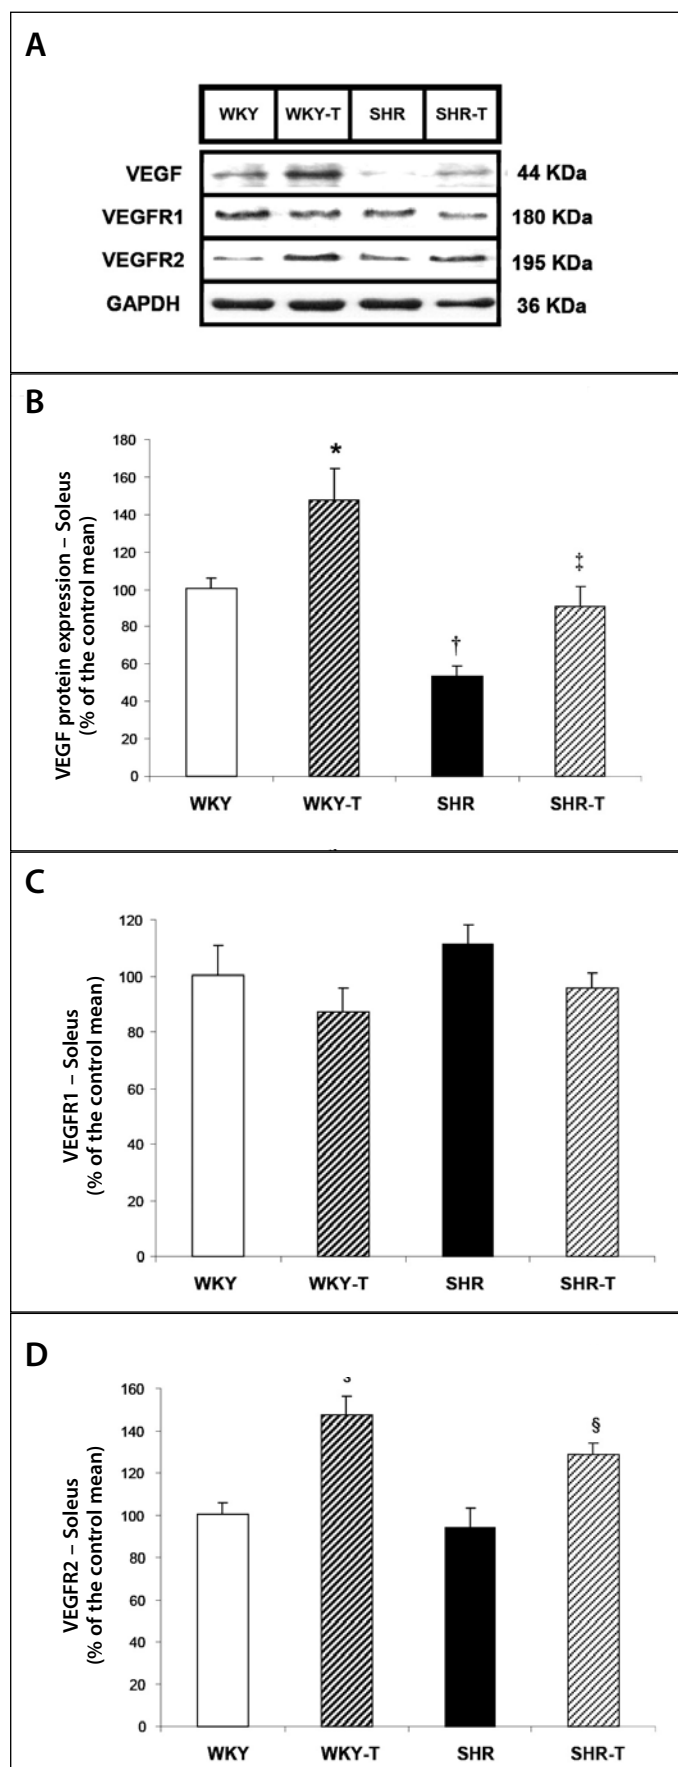 A
WKY WKY-T SHR SHR-T
VEGF 44 KDa
VEGFR1 180 KDa
VEGFR2 195 KDa
GAPDH 36 KDa
B
VEGF protein expression – Soleus
(% of the control mean)
180
160
140
120
100
80
60
40
20
0
*
†
‡
WKY WKY-T SHR SHR-T
C
VEGFR1 – Soleus
(% of the control mean)
120
100
80
60
40
20
0
WKY WKY-T SHR SHR-T
D
VEGFR2 – Soleus
(% of the control mean)
160
140
120
100
80
60
40
20
0
§
WKY WKY-T SHR SHR-T